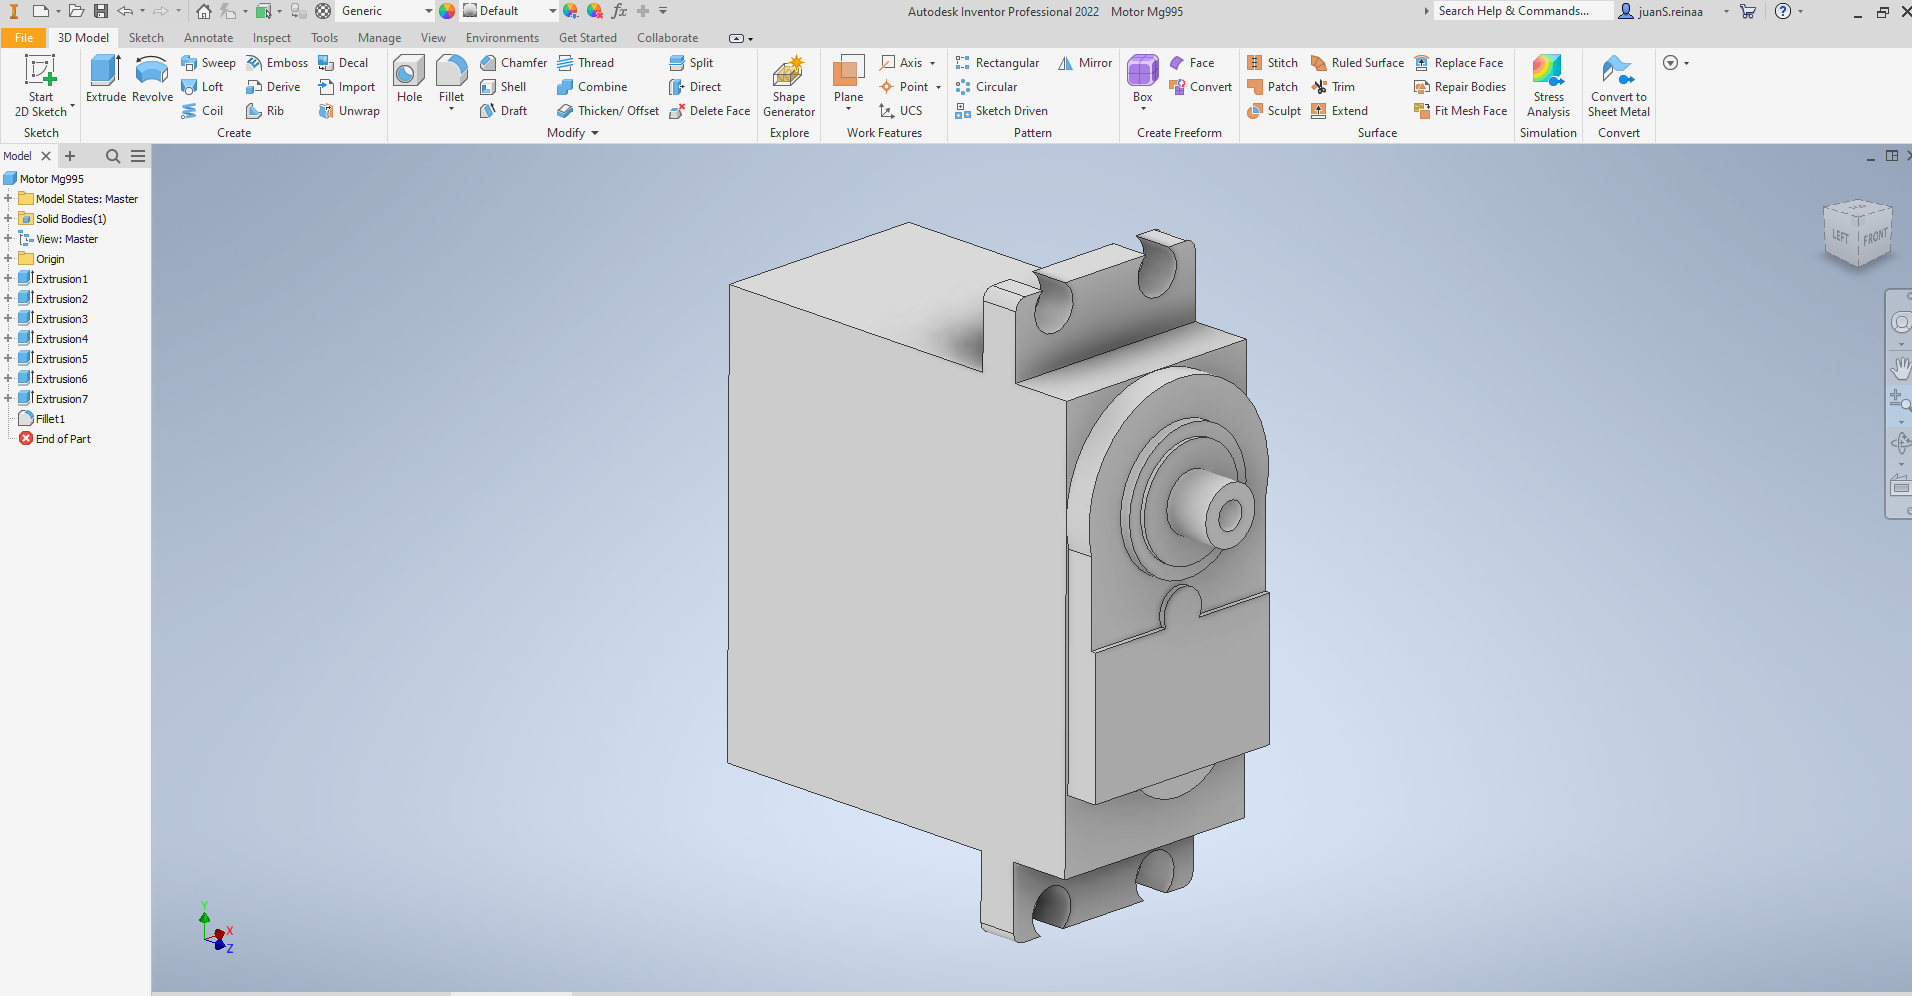 Generic Default fx Autodesk Inventor Professional 2022 Motor Mg995 Search Help & Commands... juanS.reinaa
File 3D Model Sketch Annotate Inspect Tools Manage View Environments Get Started Collaborate
Start 2D Sketch
Sketch
Extrude Revolve
Sweep Emboss Decal
Loft Derive Import
Coil Rib Unwrap
Create
Hole Fillet
Chamfer Thread Split
Shell Combine Direct
Draft Thicken/ Offset Delete Face
Modify
Shape Generator
Explore
Plane
Axis
Point
UCS
Work Features
Rectangular Mirror
Circular
Sketch Driven
Pattern
Box
Face
Convert
Create Freeform
Stitch Ruled Surface Replace Face
Patch Trim Repair Bodies
Sculpt Extend Fit Mesh Face
Surface
Stress Analysis
Simulation
Convert to Sheet Metal
Convert
Model
Motor Mg995
Model States: Master
Solid Bodies(1)
View: Master
Origin
Extrusion1
Extrusion2
Extrusion3
Extrusion4
Extrusion5
Extrusion6
Extrusion7
Fillet1
End of Part
LEFT FRONT
Y
X
Z